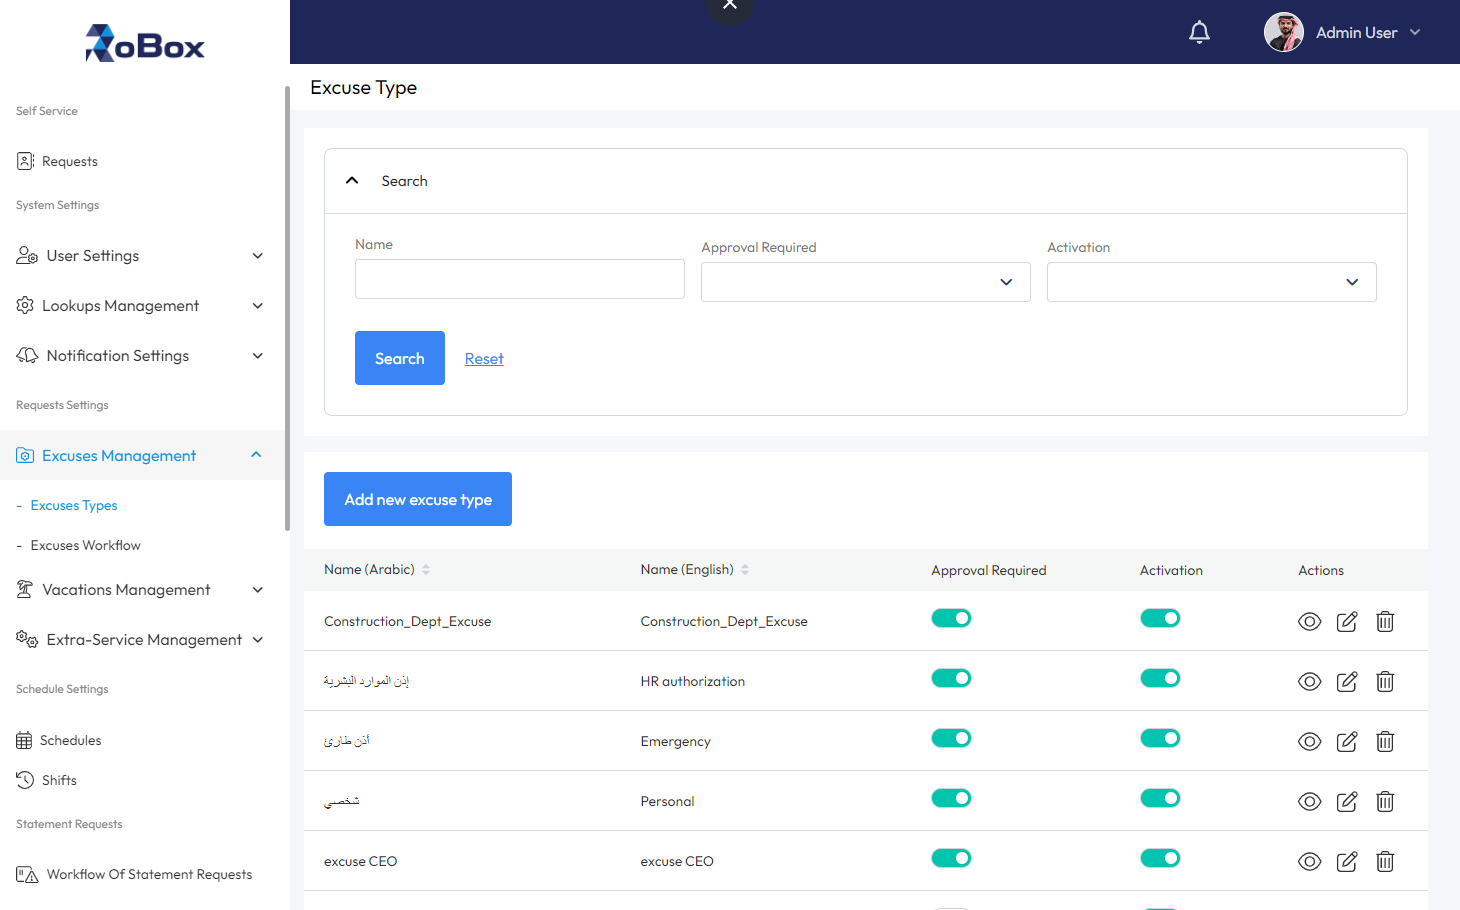 RoBox
Admin User
Self Service
Requests
System Settings
User Settings
Lookups Management
Notification Settings
Requests Settings
Excuses Management
- Excuses Types
- Excuses Workflow
Vacations Management
Extra-Service Management
Schedule Settings
Schedules
Shifts
Statement Requests
Workflow Of Statement Requests
Excuse Type
Search
Name
Approval Required
Activation
Search
Reset
Add new excuse type
Name (Arabic) Name (English) Approval Required Activation Actions
Construction_Dept_Excuse Construction_Dept_Excuse
إذن الموارد البشرية HR authorization
أذن طارئ Emergency
شخصي Personal
excuse CEO excuse CEO